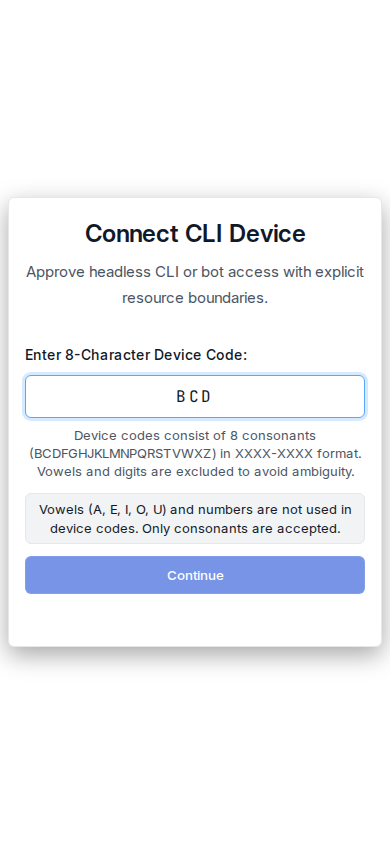 Connect CLI Device
Approve headless CLI or bot access with explicit
resource boundaries.
Enter 8-Character Device Code:
BCD
Device codes consist of 8 consonants
(BCDFGHJKLMNPQRSTVWXZ) in XXXX-XXXX format.
Vowels and digits are excluded to avoid ambiguity.
Vowels (A, E, I, O, U) and numbers are not used in
device codes. Only consonants are accepted.
Continue